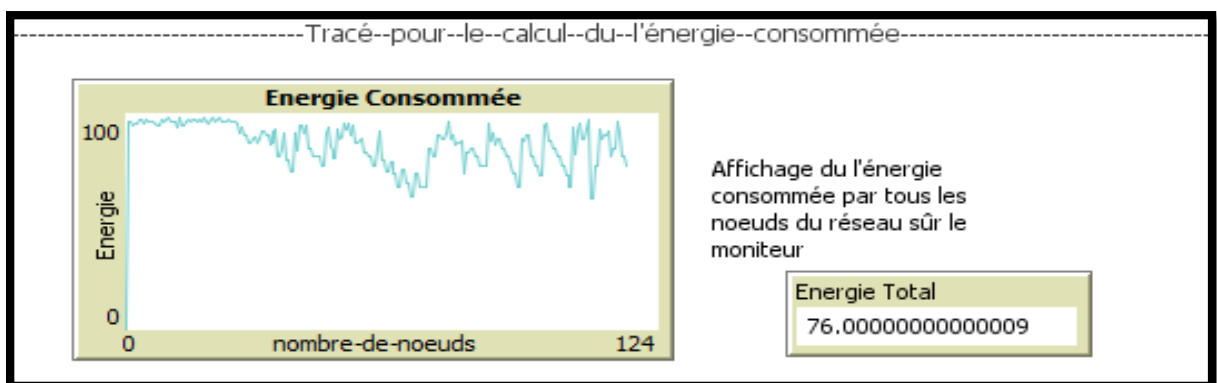 --------------------------------Tracé--pour--le--calcul--du--l'énergie--consommée----------------------------------
Energie Consommée
100
Energie
0
0 nombre-de-noeuds 124
Affichage du l'énergie
consommée par tous les
noeuds du réseau sûr le
moniteur
Energie Total
76.00000000000009